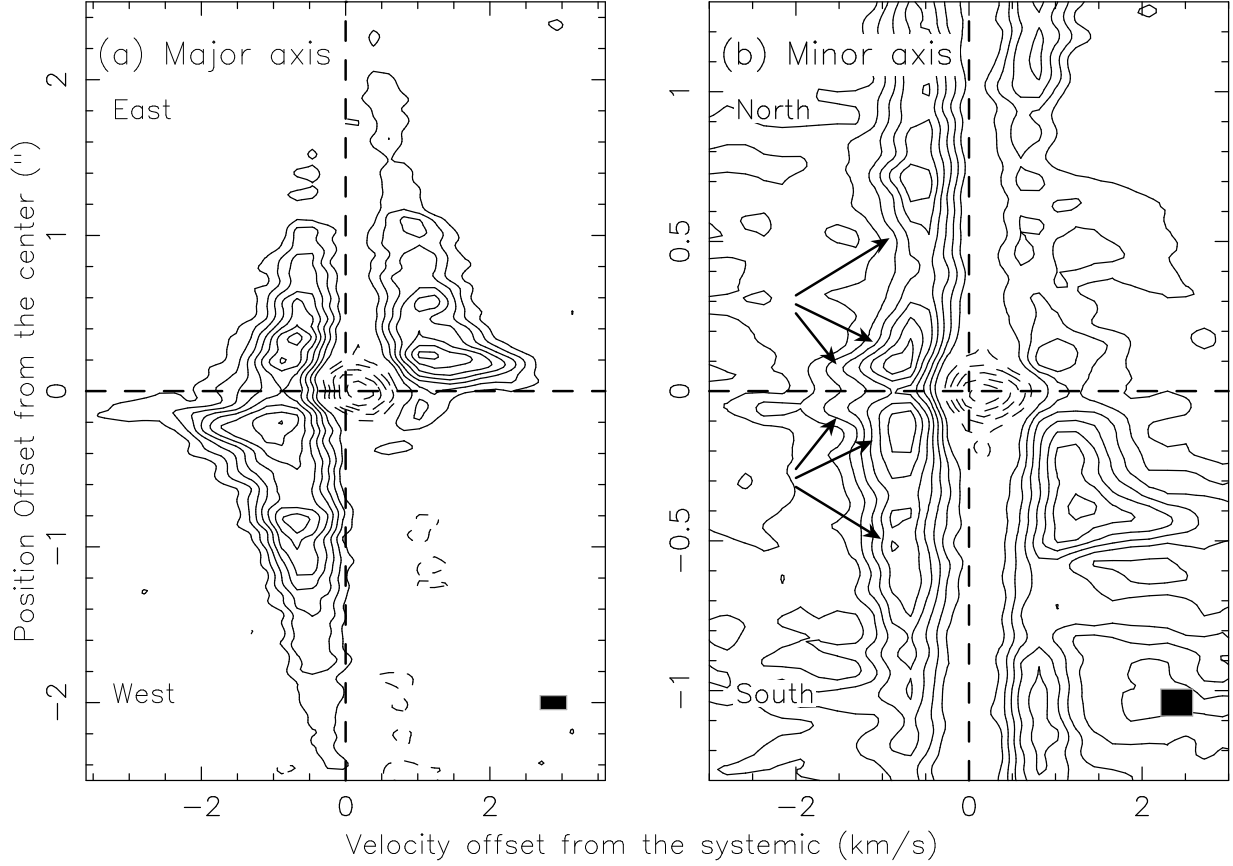 (a) Major axis
(b) Minor axis
East
North
West
South
2
1
0
−1
−2
1
0.5
0
−0.5
−1
−2
0
2
−2
0
2
Position Offset from the center ('')
Velocity offset from the systemic (km/s)